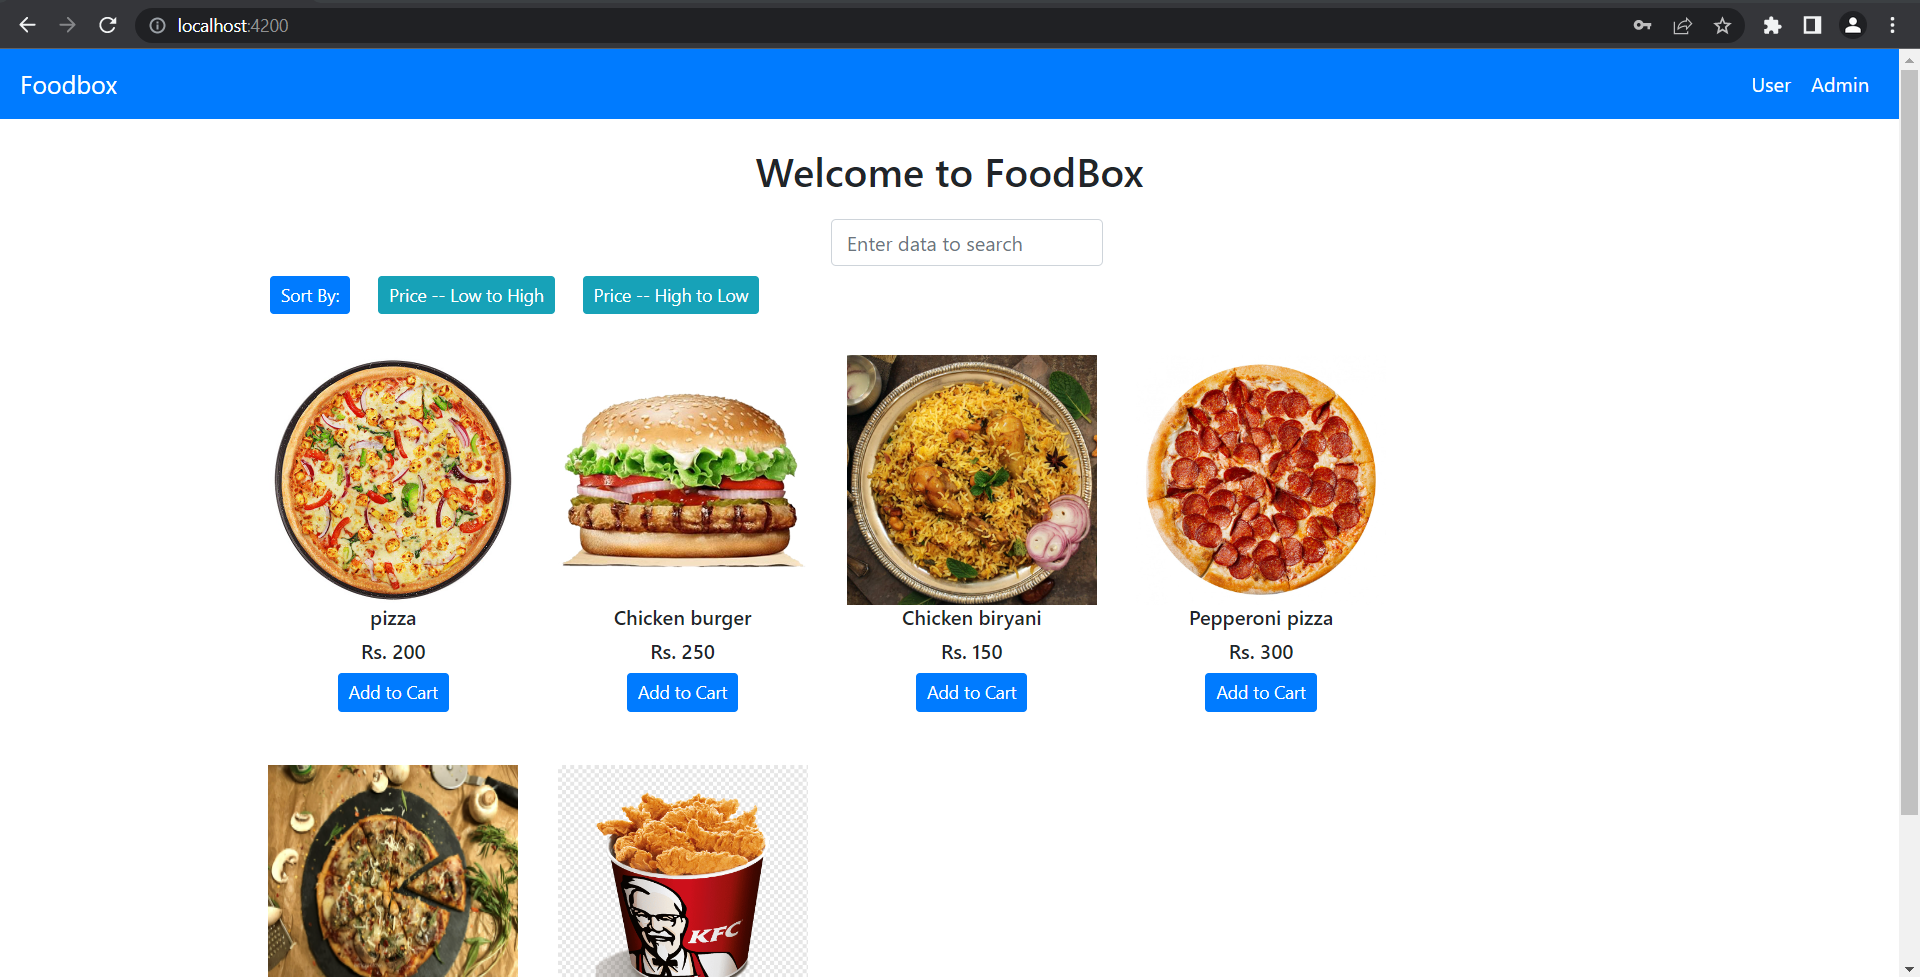 localhost:4200
Foodbox
User
Admin
Welcome to FoodBox
Enter data to search
Sort By:
Price -- Low to High
Price -- High to Low
pizza
Chicken burger
Chicken biryani
Pepperoni pizza
Rs. 200
Rs. 250
Rs. 150
Rs. 300
Add to Cart
Add to Cart
Add to Cart
Add to Cart
KFC